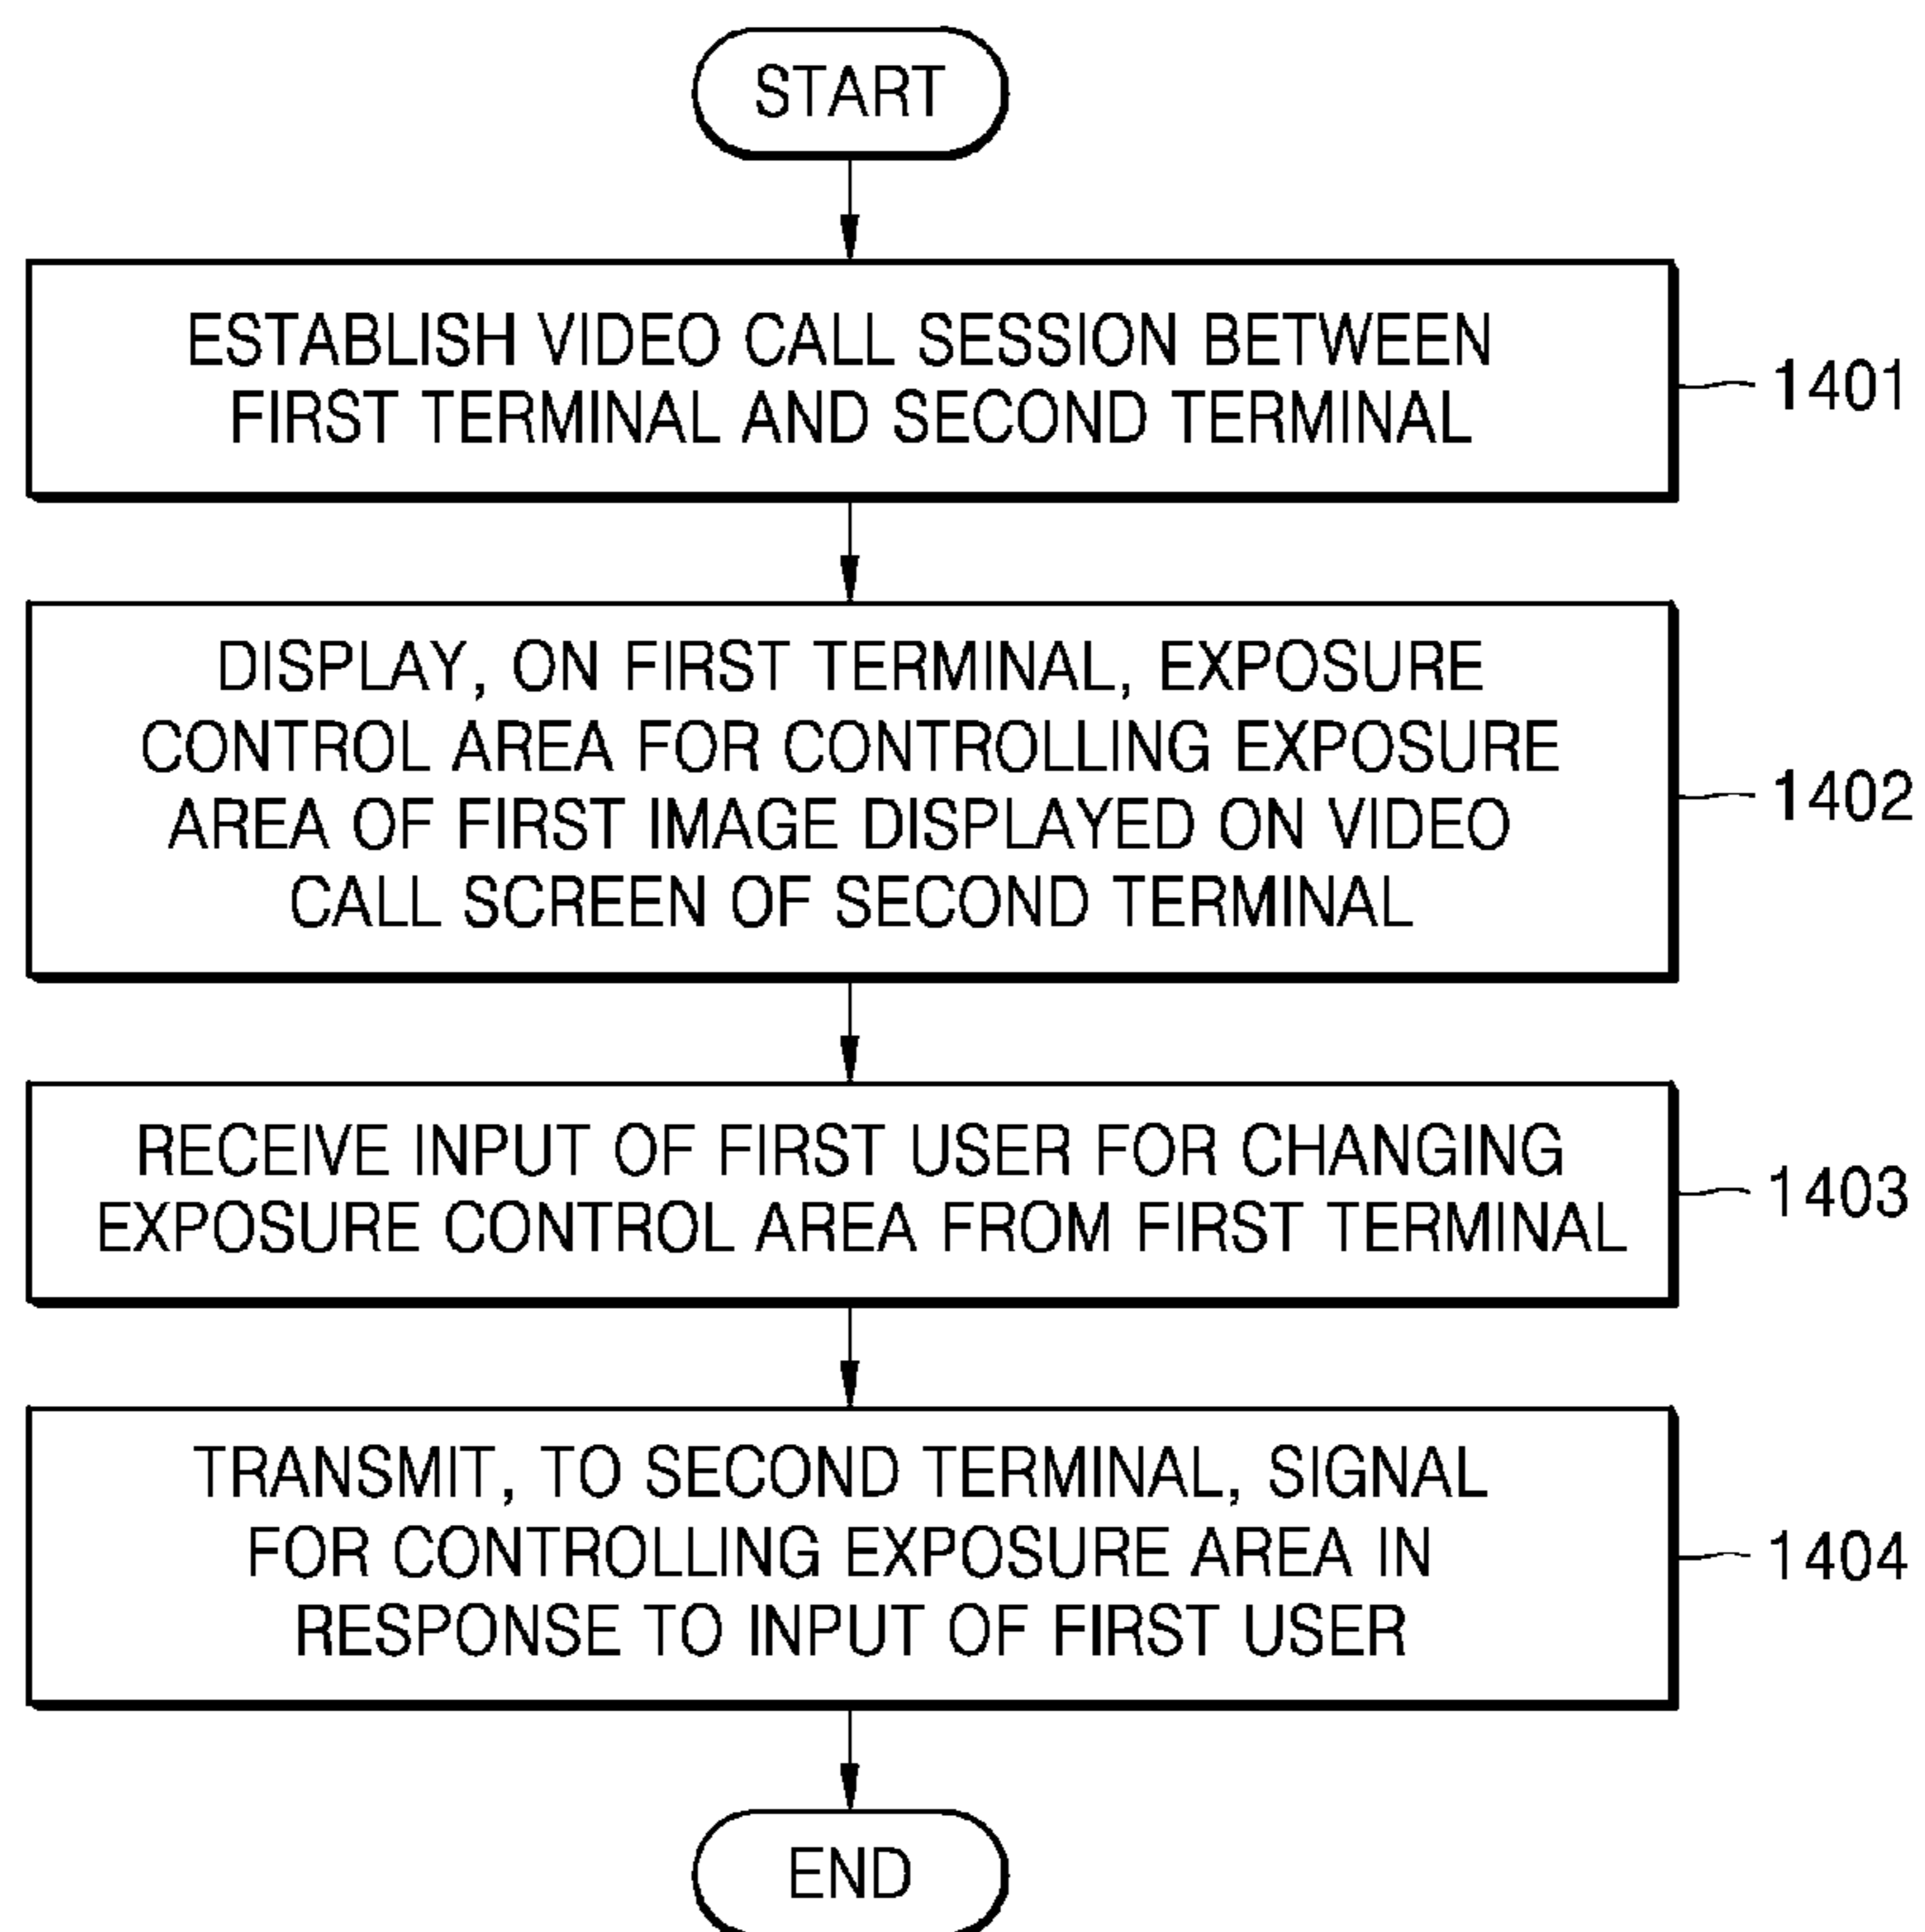 START
ESTABLISH VIDEO CALL SESSION BETWEEN
FIRST TERMINAL AND SECOND TERMINAL
1401
DISPLAY, ON FIRST TERMINAL, EXPOSURE
CONTROL AREA FOR CONTROLLING EXPOSURE
AREA OF FIRST IMAGE DISPLAYED ON VIDEO
CALL SCREEN OF SECOND TERMINAL
1402
RECEIVE INPUT OF FIRST USER FOR CHANGING
EXPOSURE CONTROL AREA FROM FIRST TERMINAL
1403
TRANSMIT, TO SECOND TERMINAL, SIGNAL
FOR CONTROLLING EXPOSURE AREA IN
RESPONSE TO INPUT OF FIRST USER
1404
END